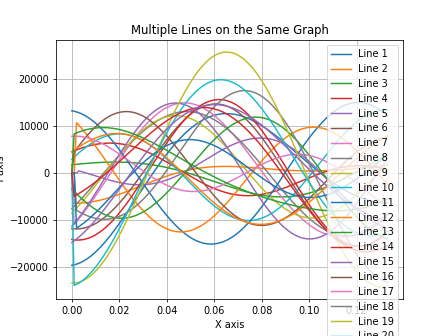 Multiple Lines on the Same Graph
20000
10000
0
−10000
−20000
0.00 0.02 0.04 0.06 0.08 0.10
X axis
Line 1
Line 2
Line 3
Line 4
Line 5
Line 6
Line 7
Line 8
Line 9
Line 10
Line 11
Line 12
Line 13
Line 14
Line 15
Line 16
Line 17
Line 18
Line 19
Line 20